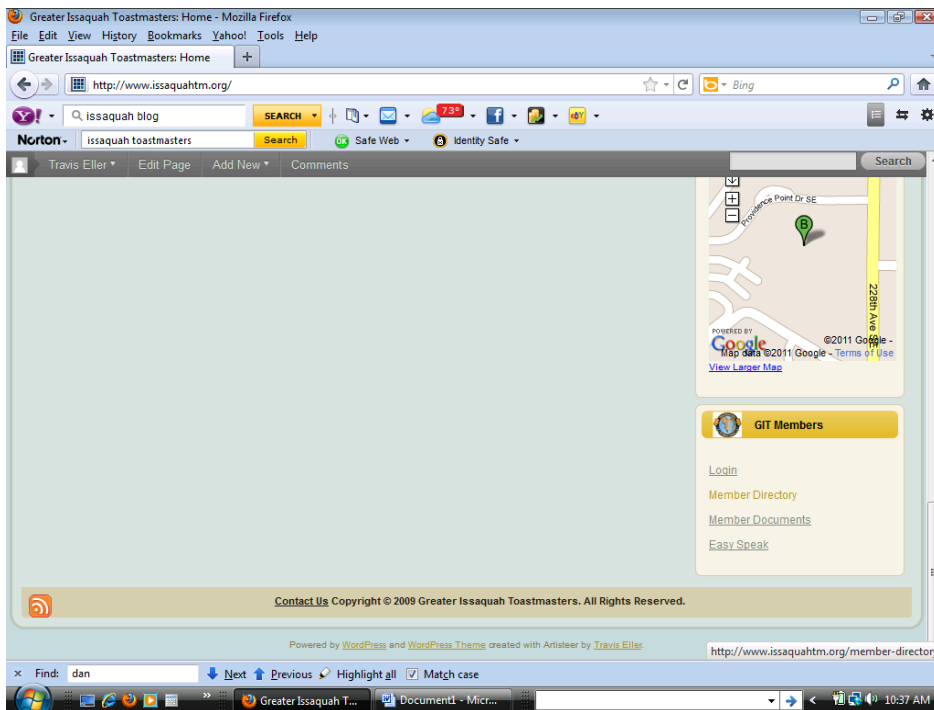 Greater Issaquah Toastmasters: Home - Mozilla Firefox
File Edit View History Bookmarks Yahoo! Tools Help
Greater Issaquah Toastmasters: Home +
http://www.issaquahtm.org/ Bing
Y! issaquah blog SEARCH 73° f eBY
Norton issaquah toastmasters Search OK Safe Web Identity Safe
Travis Eller Edit Page Add New Comments Search
Providence Point Dr SE
B
228th Ave SE
POWERED BY
Google ©2011 Google -
Map data ©2011 Google - Terms of Use
View Larger Map
GIT Members
Login
Member Directory
Member Documents
Easy Speak
Contact Us Copyright © 2009 Greater Issaquah Toastmasters. All Rights Reserved.
Powered by WordPress and WordPress Theme created with Artisteer by Travis Eller.
http://www.issaquahtm.org/member-director
× Find: dan Next Previous Highlight all Match case
Greater Issaquah T... Document1 - Micr... 10:37 AM